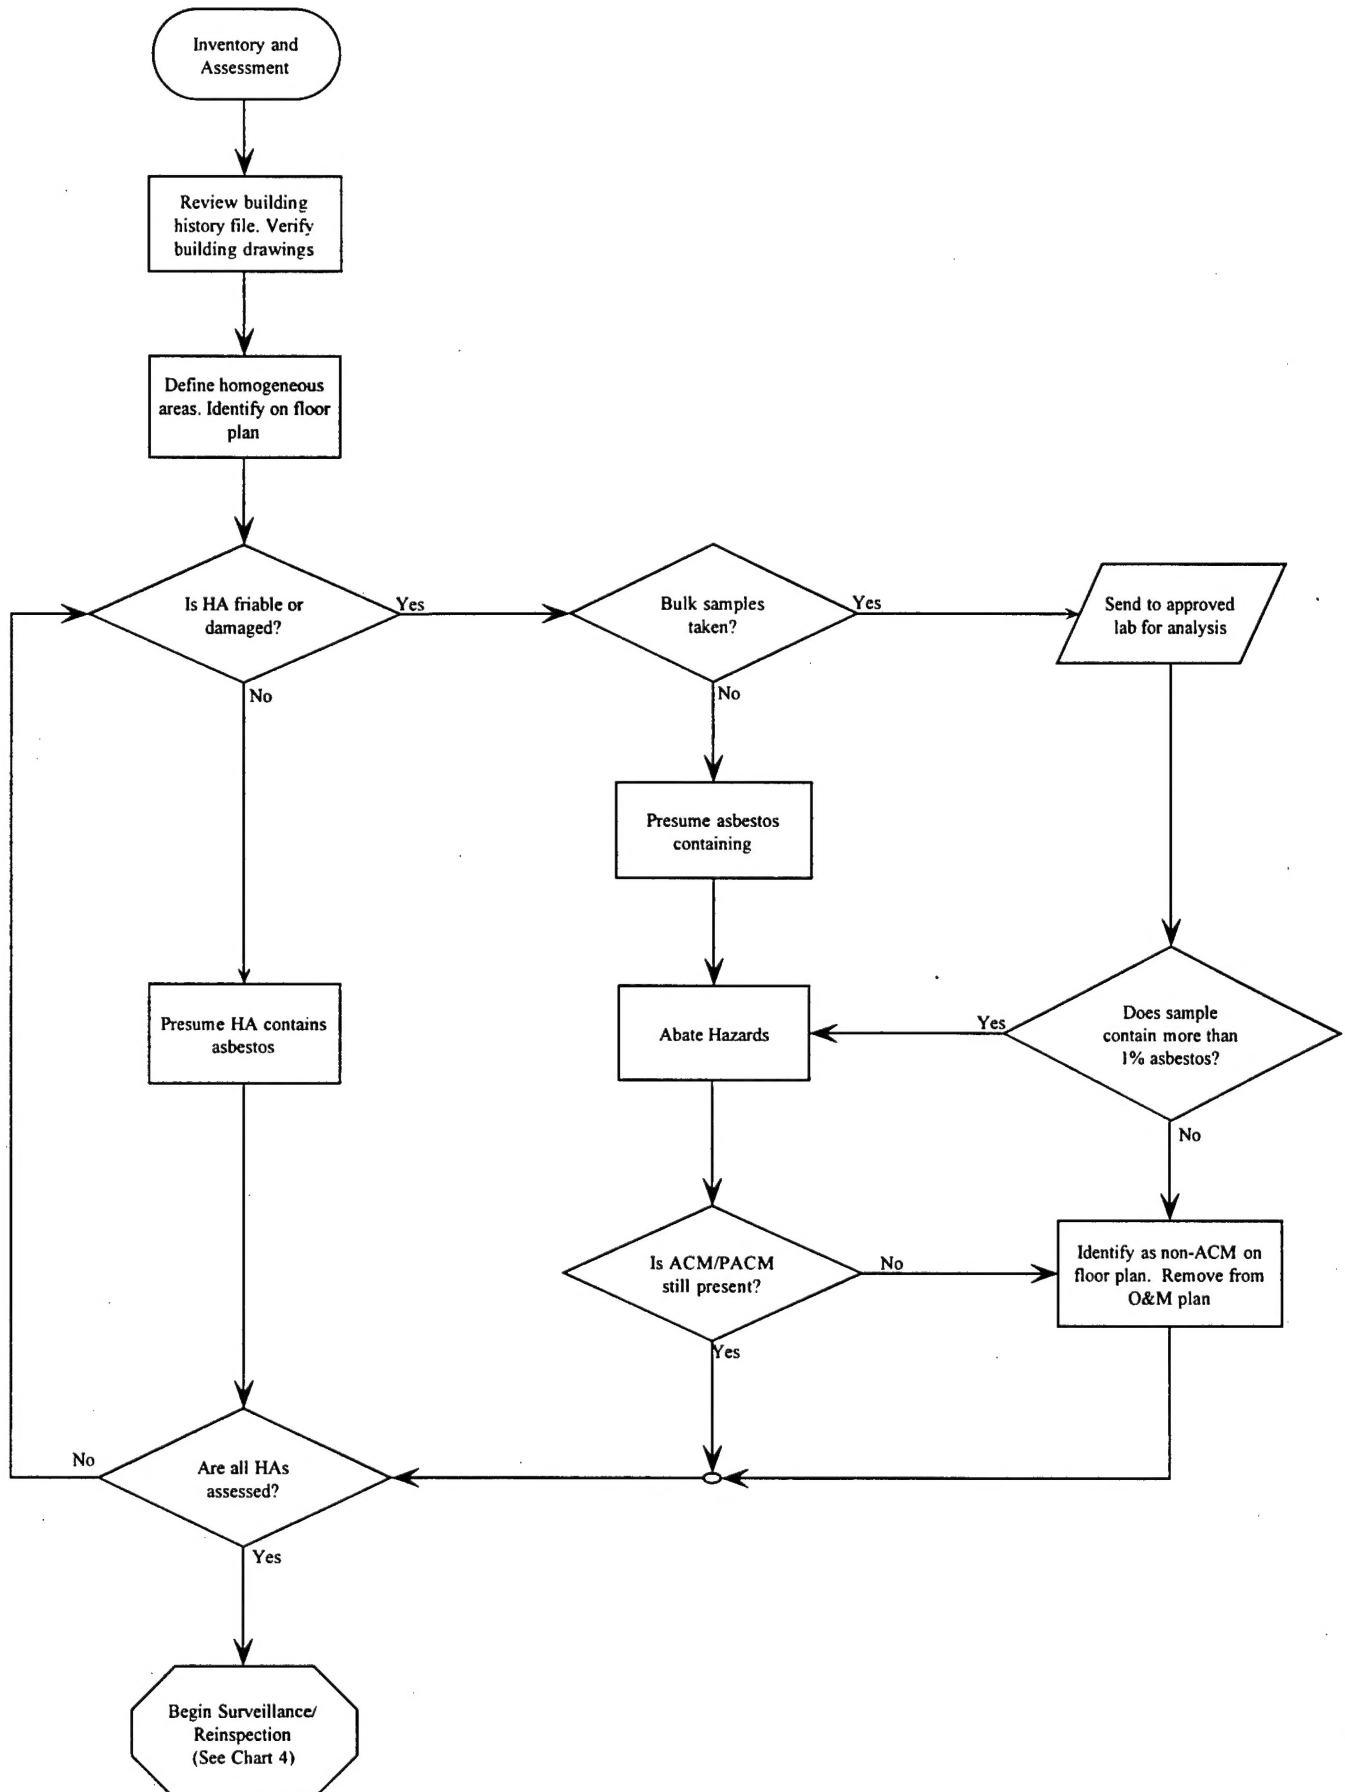 Inventory and
Assessment
Review building
history file. Verify
building drawings
Define homogeneous
areas. Identify on floor
plan
Is HA friable or
damaged?
Yes
No
Bulk samples
taken?
Yes
No
Send to approved
lab for analysis
Presume asbestos
containing
Presume HA contains
asbestos
Abate Hazards
Yes
Does sample
contain more than
1% asbestos?
No
Is ACM/PACM
still present?
No
Yes
Identify as non-ACM on
floor plan. Remove from
O&M plan
No
Are all HAs
assessed?
Yes
Begin Surveillance/
Reinspection
(See Chart 4)